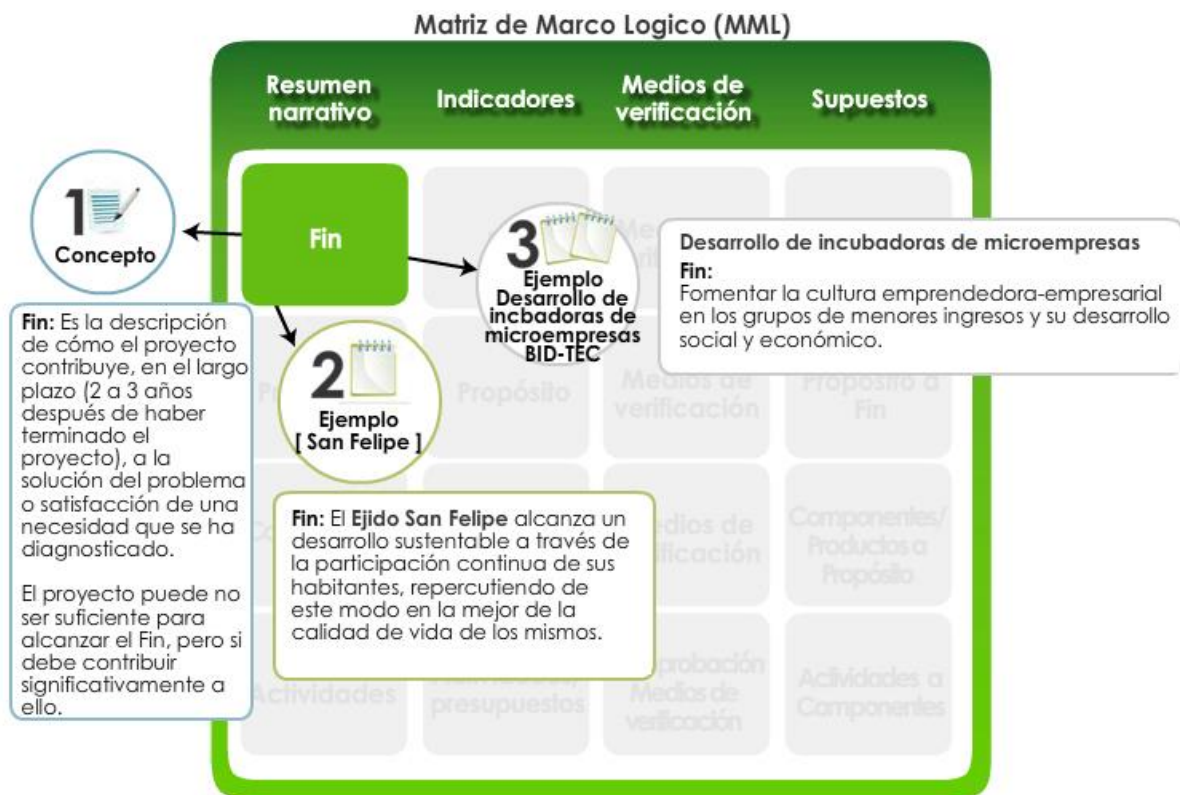 Matriz de Marco Logico (MML)
Resumen
narrativo
Indicadores
Medios de
verificación
Supuestos
Fin
1
Concepto
Fin: Es la descripción
de cómo el proyecto
contribuye, en el largo
plazo (2 a 3 años
después de haber
terminado el
proyecto), a la
solución del problema
o satisfacción de una
necesidad que se ha
diagnosticado.
El proyecto puede no
ser suficiente para
alcanzar el Fin, pero si
debe contribuir
significativamente a
ello.
2
Ejemplo
[ San Felipe ]
Fin: El Ejido San Felipe alcanza un
desarrollo sustentable a través de
la participación continua de sus
habitantes, repercutiendo de
este modo en la mejor de la
calidad de vida de los mismos.
3
Ejemplo
Desarrollo de
incbadoras de
microempresas
BID-TEC
Desarrollo de incubadoras de microempresas
Fin:
Fomentar la cultura emprendedora-empresarial
en los grupos de menores ingresos y su desarrollo
social y económico.
Propósito
Medios de
verificación
Propósito a
Fin
Medios de
verificación
Componentes/
Productos a
Propósito
Actividades
presupuestos
Medios de
verificación
Actividades a
Componentes